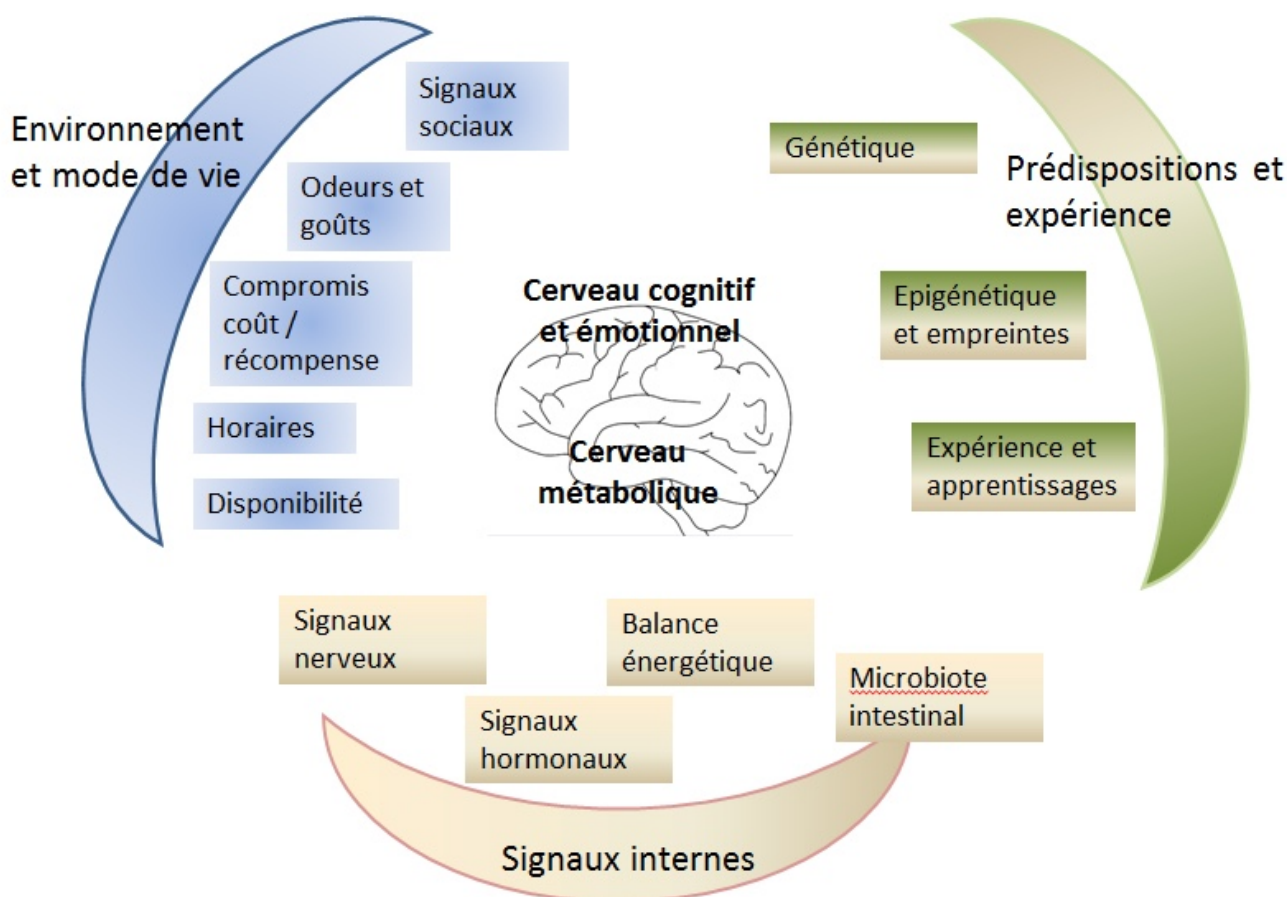 Environnement
et mode de vie
Signaux
sociaux
Odeurs et
goûts
Compromis
coût /
récompense
Horaires
Disponibilité
Cerveau cognitif
et émotionnel
Cerveau
métabolique
Génétique
Prédispositions et
expérience
Epigénétique
et empreintes
Expérience et
apprentissages
Signaux
nerveux
Balance
énergétique
Microbiote
intestinal
Signaux
hormonaux
Signaux internes